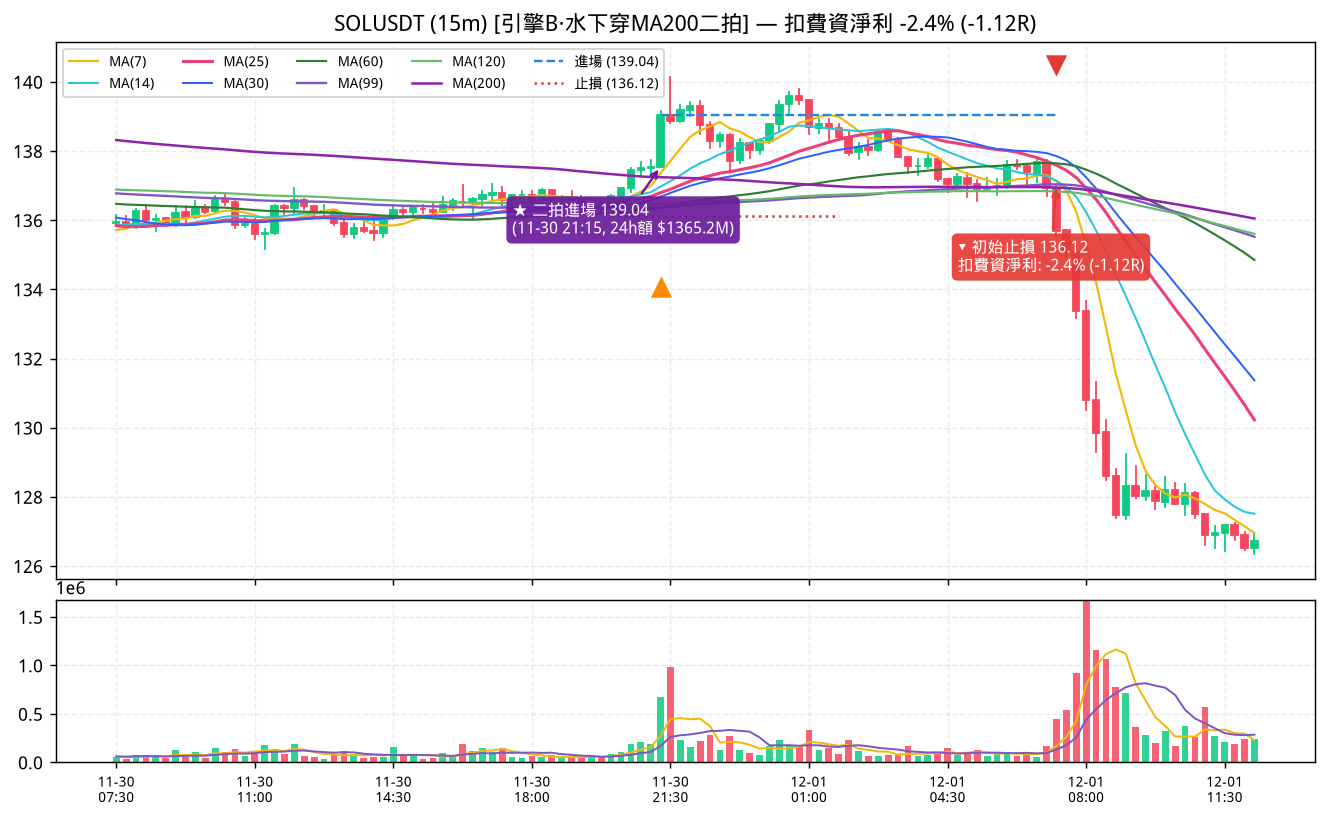 SOLUSDT (15m) [引擎B·水下穿MA200二拍] — 扣費資淨利 -2.4% (-1.12R)
MA(7) MA(25) MA(60) MA(120) 進場 (139.04)
MA(14) MA(30) MA(99) MA(200) 止損 (136.12)
140
138
136
134
132
130
128
126
★ 二拍進場 139.04
(11-30 21:15, 24h額 $1365.2M)
▼ 初始止損 136.12
扣費資淨利: -2.4% (-1.12R)
1e6
1.5
1.0
0.5
0.0
11-30 11-30 11-30 11-30 11-30 12-01 12-01 12-01 12-01
07:30 11:00 14:30 18:00 21:30 01:00 04:30 08:00 11:30